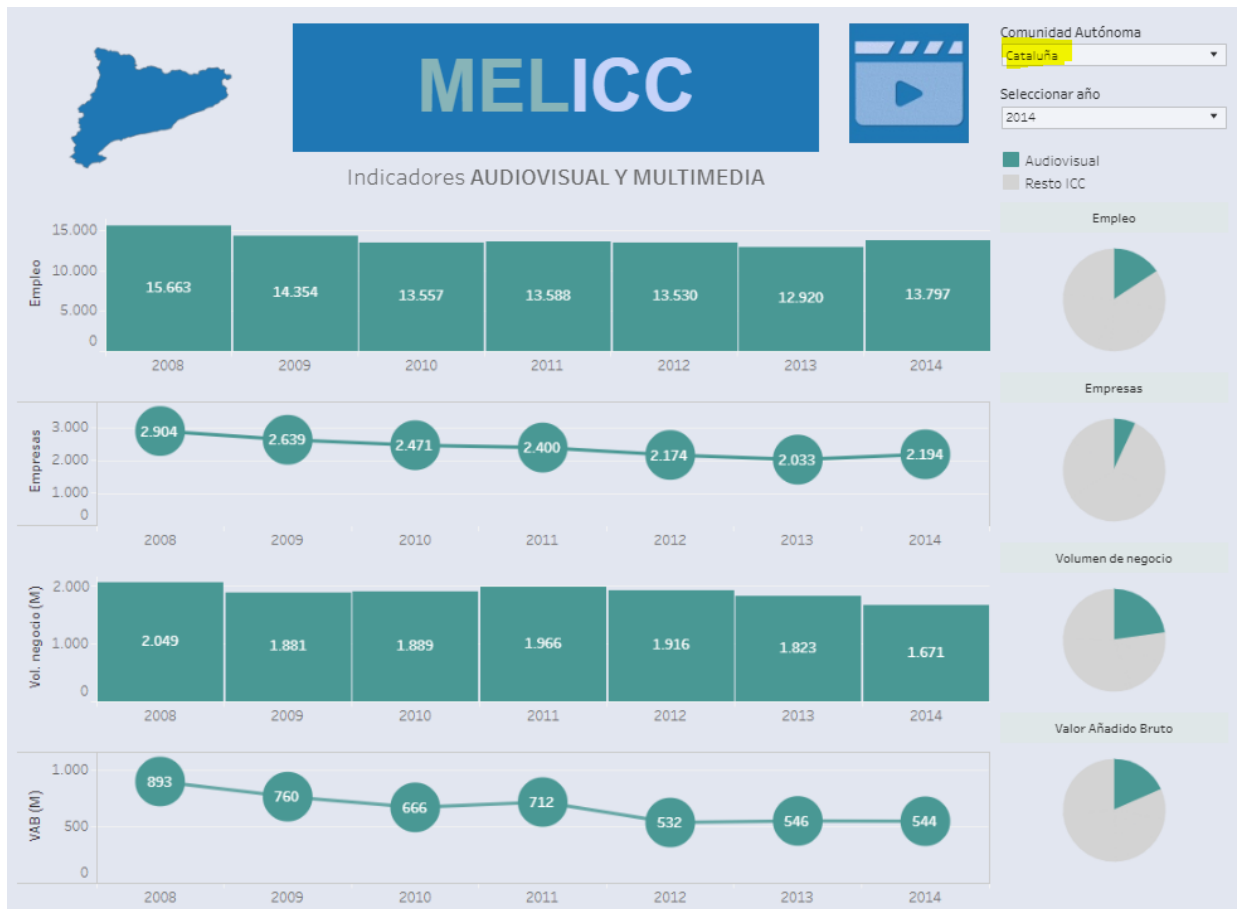 MELICC
Indicadores AUDIOVISUAL Y MULTIMEDIA
Comunidad Autónoma
Cataluña
Seleccionar año
2014
Audiovisual
Resto ICC
Empleo
15.000
10.000
5.000
0
15.663 14.354 13.557 13.588 13.530 12.920 13.797
2008 2009 2010 2011 2012 2013 2014
Empresas
3.000
2.000
1.000
0
2.904 2.639 2.471 2.400 2.174 2.033 2.194
2008 2009 2010 2011 2012 2013 2014
Vol. negocio (M)
2.000
1.000
0
2.049 1.881 1.889 1.966 1.916 1.823 1.671
2008 2009 2010 2011 2012 2013 2014
VAB (M)
1.000
500
0
893 760 666 712 532 546 544
2008 2009 2010 2011 2012 2013 2014
Empleo
Empresas
Volumen de negocio
Valor Añadido Bruto